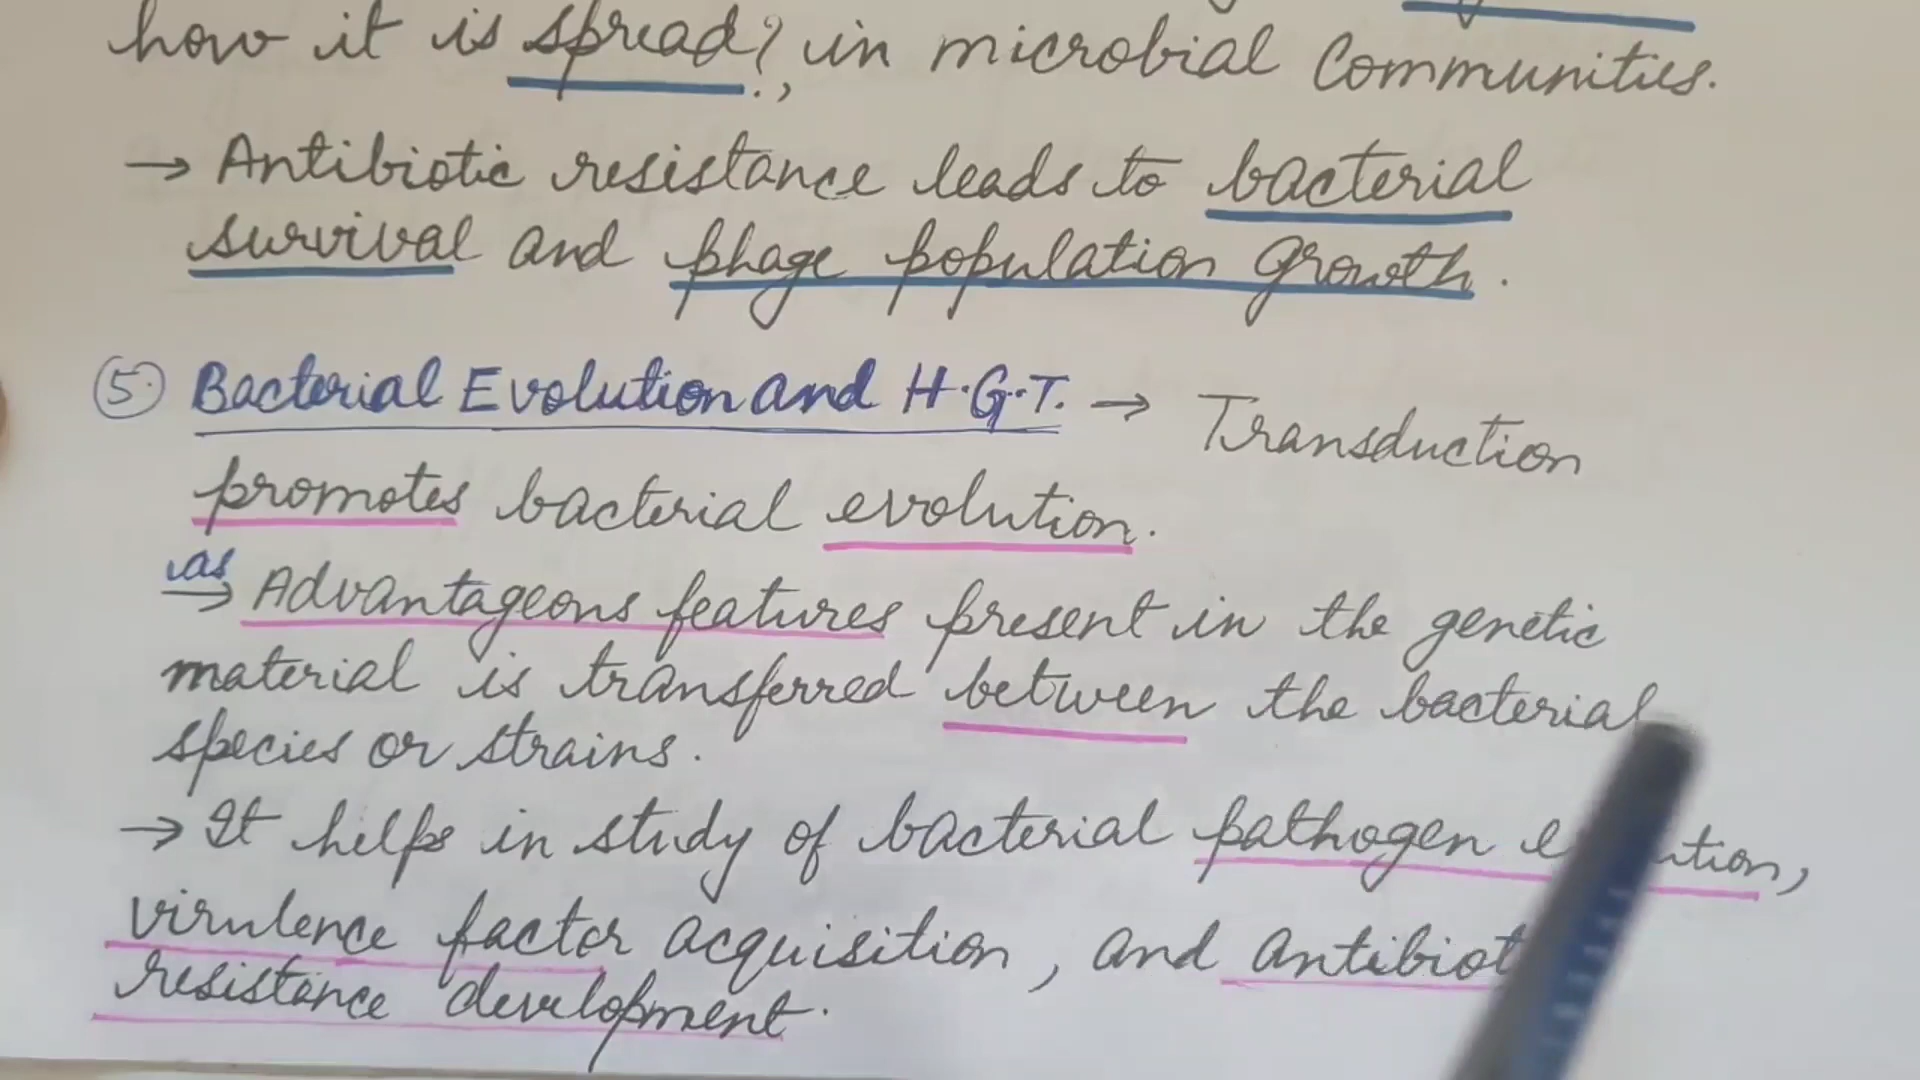 how it is spread?, in microbial Communities.
→ Antibiotic resistance leads to bacterial
survival and phage population Growth.
⑤ Bacterial Evolution and H.G.T. → Transduction
promotes bacterial evolution.
as
→ Advantageous features present in the genetic
material is transferred between the bacterial
species or strains.
→ It helps in study of bacterial pathogen
virulence factor acquisition, and
resistance development.